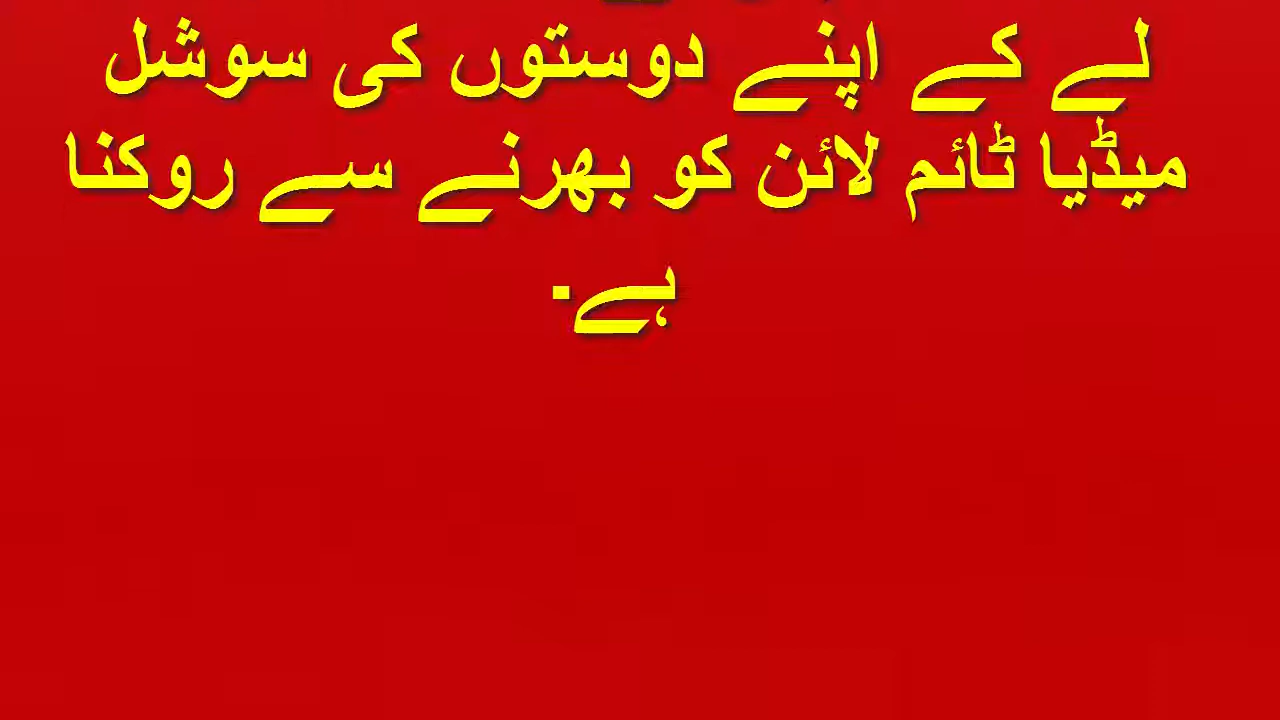 لے کے اپنے دوستوں کی سوشل
میڈیا ٹائم لائن کو بھرنے سے روکنا
ہے.